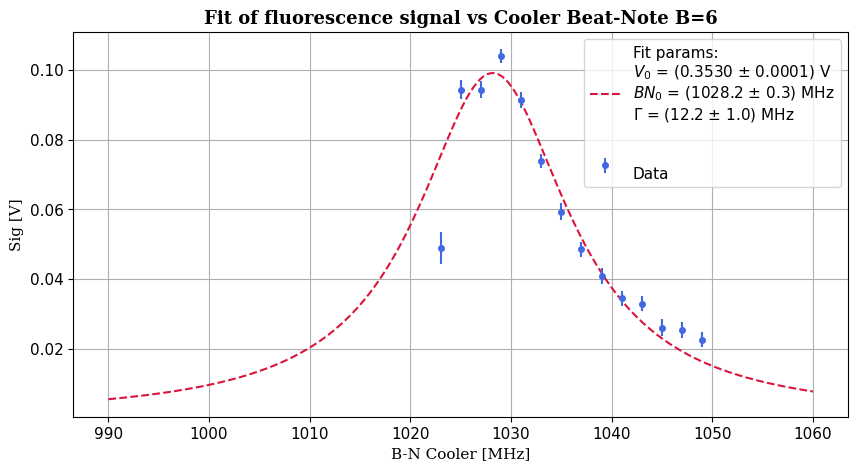 Fit of fluorescence signal vs Cooler Beat-Note B=6
Fit params:
V₀ = (0.3530 ± 0.0001) V
BN₀ = (1028.2 ± 0.3) MHz
Γ = (12.2 ± 1.0) MHz
Data
Sig [V]
0.10
0.08
0.06
0.04
0.02
990 1000 1010 1020 1030 1040 1050 1060
B-N Cooler [MHz]